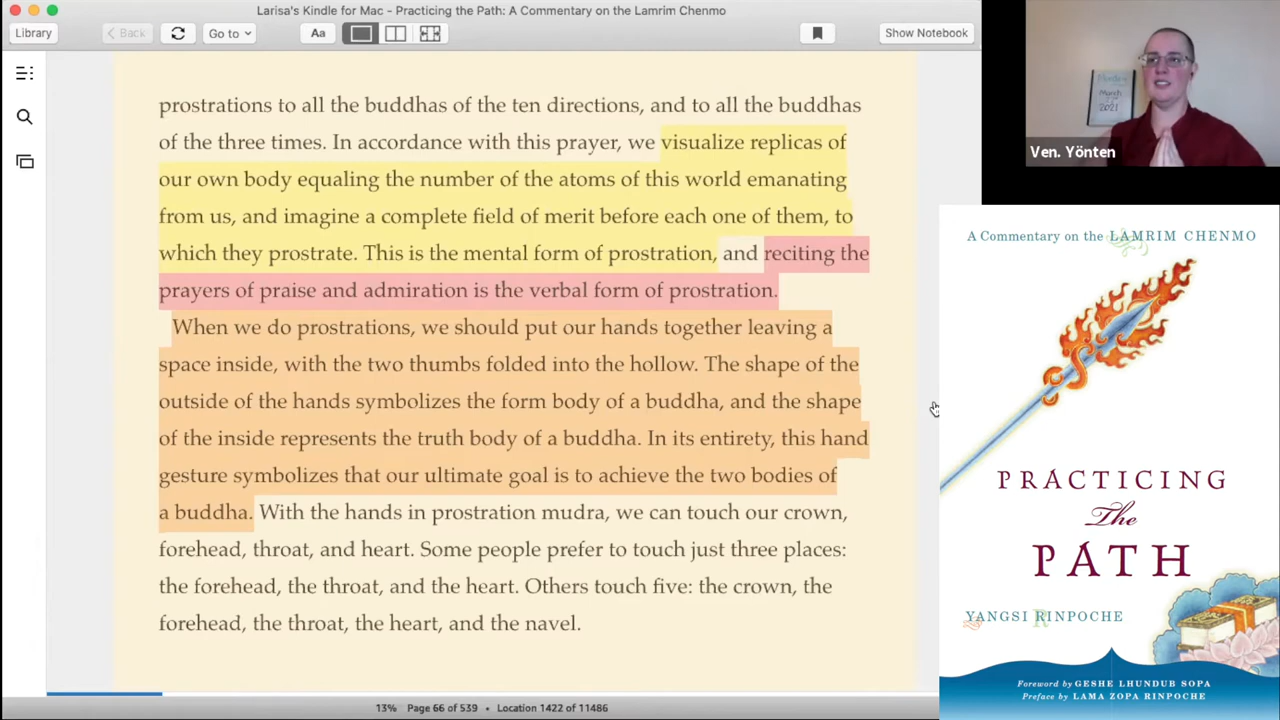 Larisa's Kindle for Mac - Practicing the Path: A Commentary on the Lamrim Chenmo
Library
Back
Go to
Aa
Show Notebook
prostrations to all the buddhas of the ten directions, and to all the buddhas
of the three times. In accordance with this prayer, we visualize replicas of
our own body equaling the number of the atoms of this world emanating
from us, and imagine a complete field of merit before each one of them, to
which they prostrate. This is the mental form of prostration, and reciting the
prayers of praise and admiration is the verbal form of prostration.
When we do prostrations, we should put our hands together leaving a
space inside, with the two thumbs folded into the hollow. The shape of the
outside of the hands symbolizes the form body of a buddha, and the shape
of the inside represents the truth body of a buddha. In its entirety, this hand
gesture symbolizes that our ultimate goal is to achieve the two bodies of
a buddha. With the hands in prostration mudra, we can touch our crown,
forehead, throat, and heart. Some people prefer to touch just three places:
the forehead, the throat, and the heart. Others touch five: the crown, the
forehead, the throat, the heart, and the navel.
13% Page 66 of 539 • Location 1422 of 11486
March
2021
Ven. Yönten
A Commentary on the LAMRIM CHENMO
PRACTICING
The
PATH
YANGSI RINPOCHE
Foreword by GESHE LHUNDUB SOPA
Preface by LAMA ZOPA RINPOCHE